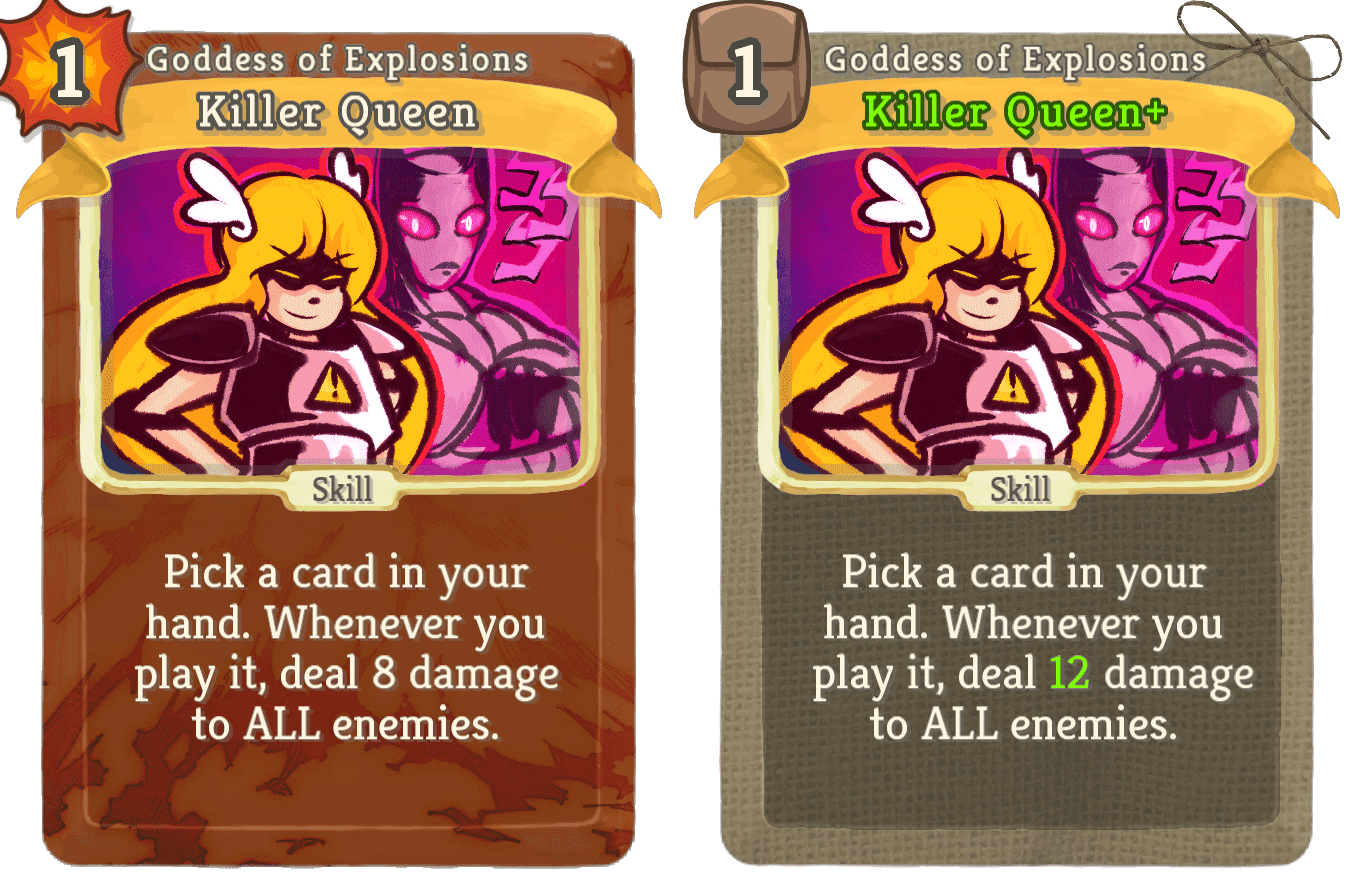 1
Goddess of Explosions
Killer Queen
Skill
Pick a card in your
hand. Whenever you
play it, deal 8 damage
to ALL enemies.
1
Goddess of Explosions
Killer Queen+
Skill
Pick a card in your
hand. Whenever you
play it, deal 12 damage
to ALL enemies.